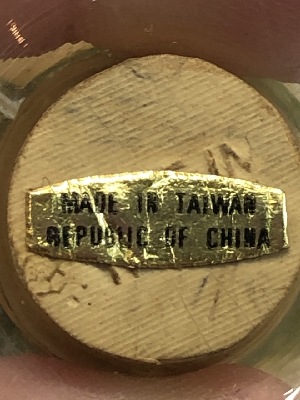 MADE IN TAIWAN
REPUBLIC OF CHINA